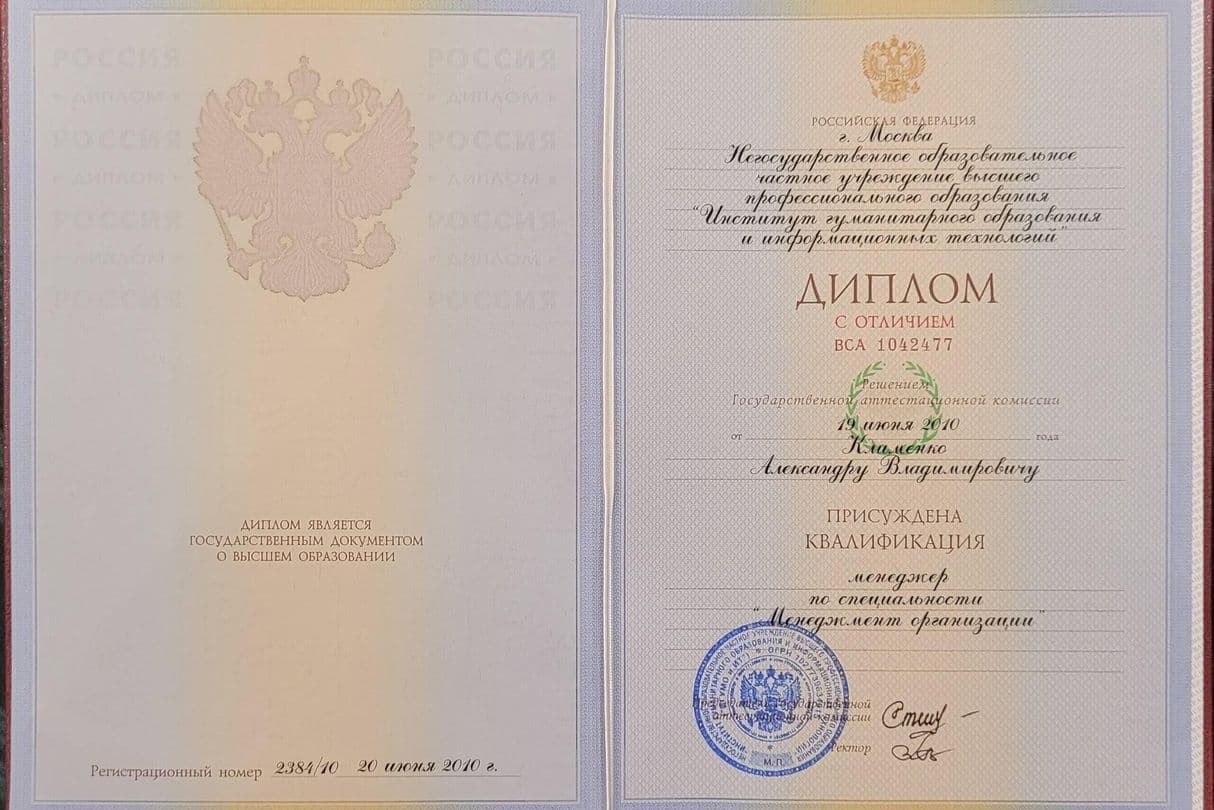 РОССИЯ РОССИЯ
« ДИПЛОМ » « ДИПЛОМ »
РОССИЯ РОССИЯ
« ДИПЛОМ » « ДИПЛОМ »
РОССИЯ РОССИЯ
« ДИПЛОМ » « ДИПЛОМ »
РОССИЯ РОССИЯ
ДИПЛОМ ЯВЛЯЕТСЯ
ГОСУДАРСТВЕННЫМ ДОКУМЕНТОМ
О ВЫСШЕМ ОБРАЗОВАНИИ
Регистрационный номер 2384/10 20 июня 2010 г.
РОССИЙСКАЯ ФЕДЕРАЦИЯ
г. Москва
Негосударственное образовательное
частное учреждение высшего
профессионального образования
"Институт гуманитарного образования
и информационных технологий"
ДИПЛОМ
С ОТЛИЧИЕМ
ВСА 1042477
Решением
Государственной аттестационной комиссии
от 19 июня 2010 года
Клименко
Александру Владимировичу
ПРИСУЖДЕНА
КВАЛИФИКАЦИЯ
менеджер
по специальности
"Менеджмент организации"
Председатель Государственной
аттестационной комиссии
Ректор
М.П.